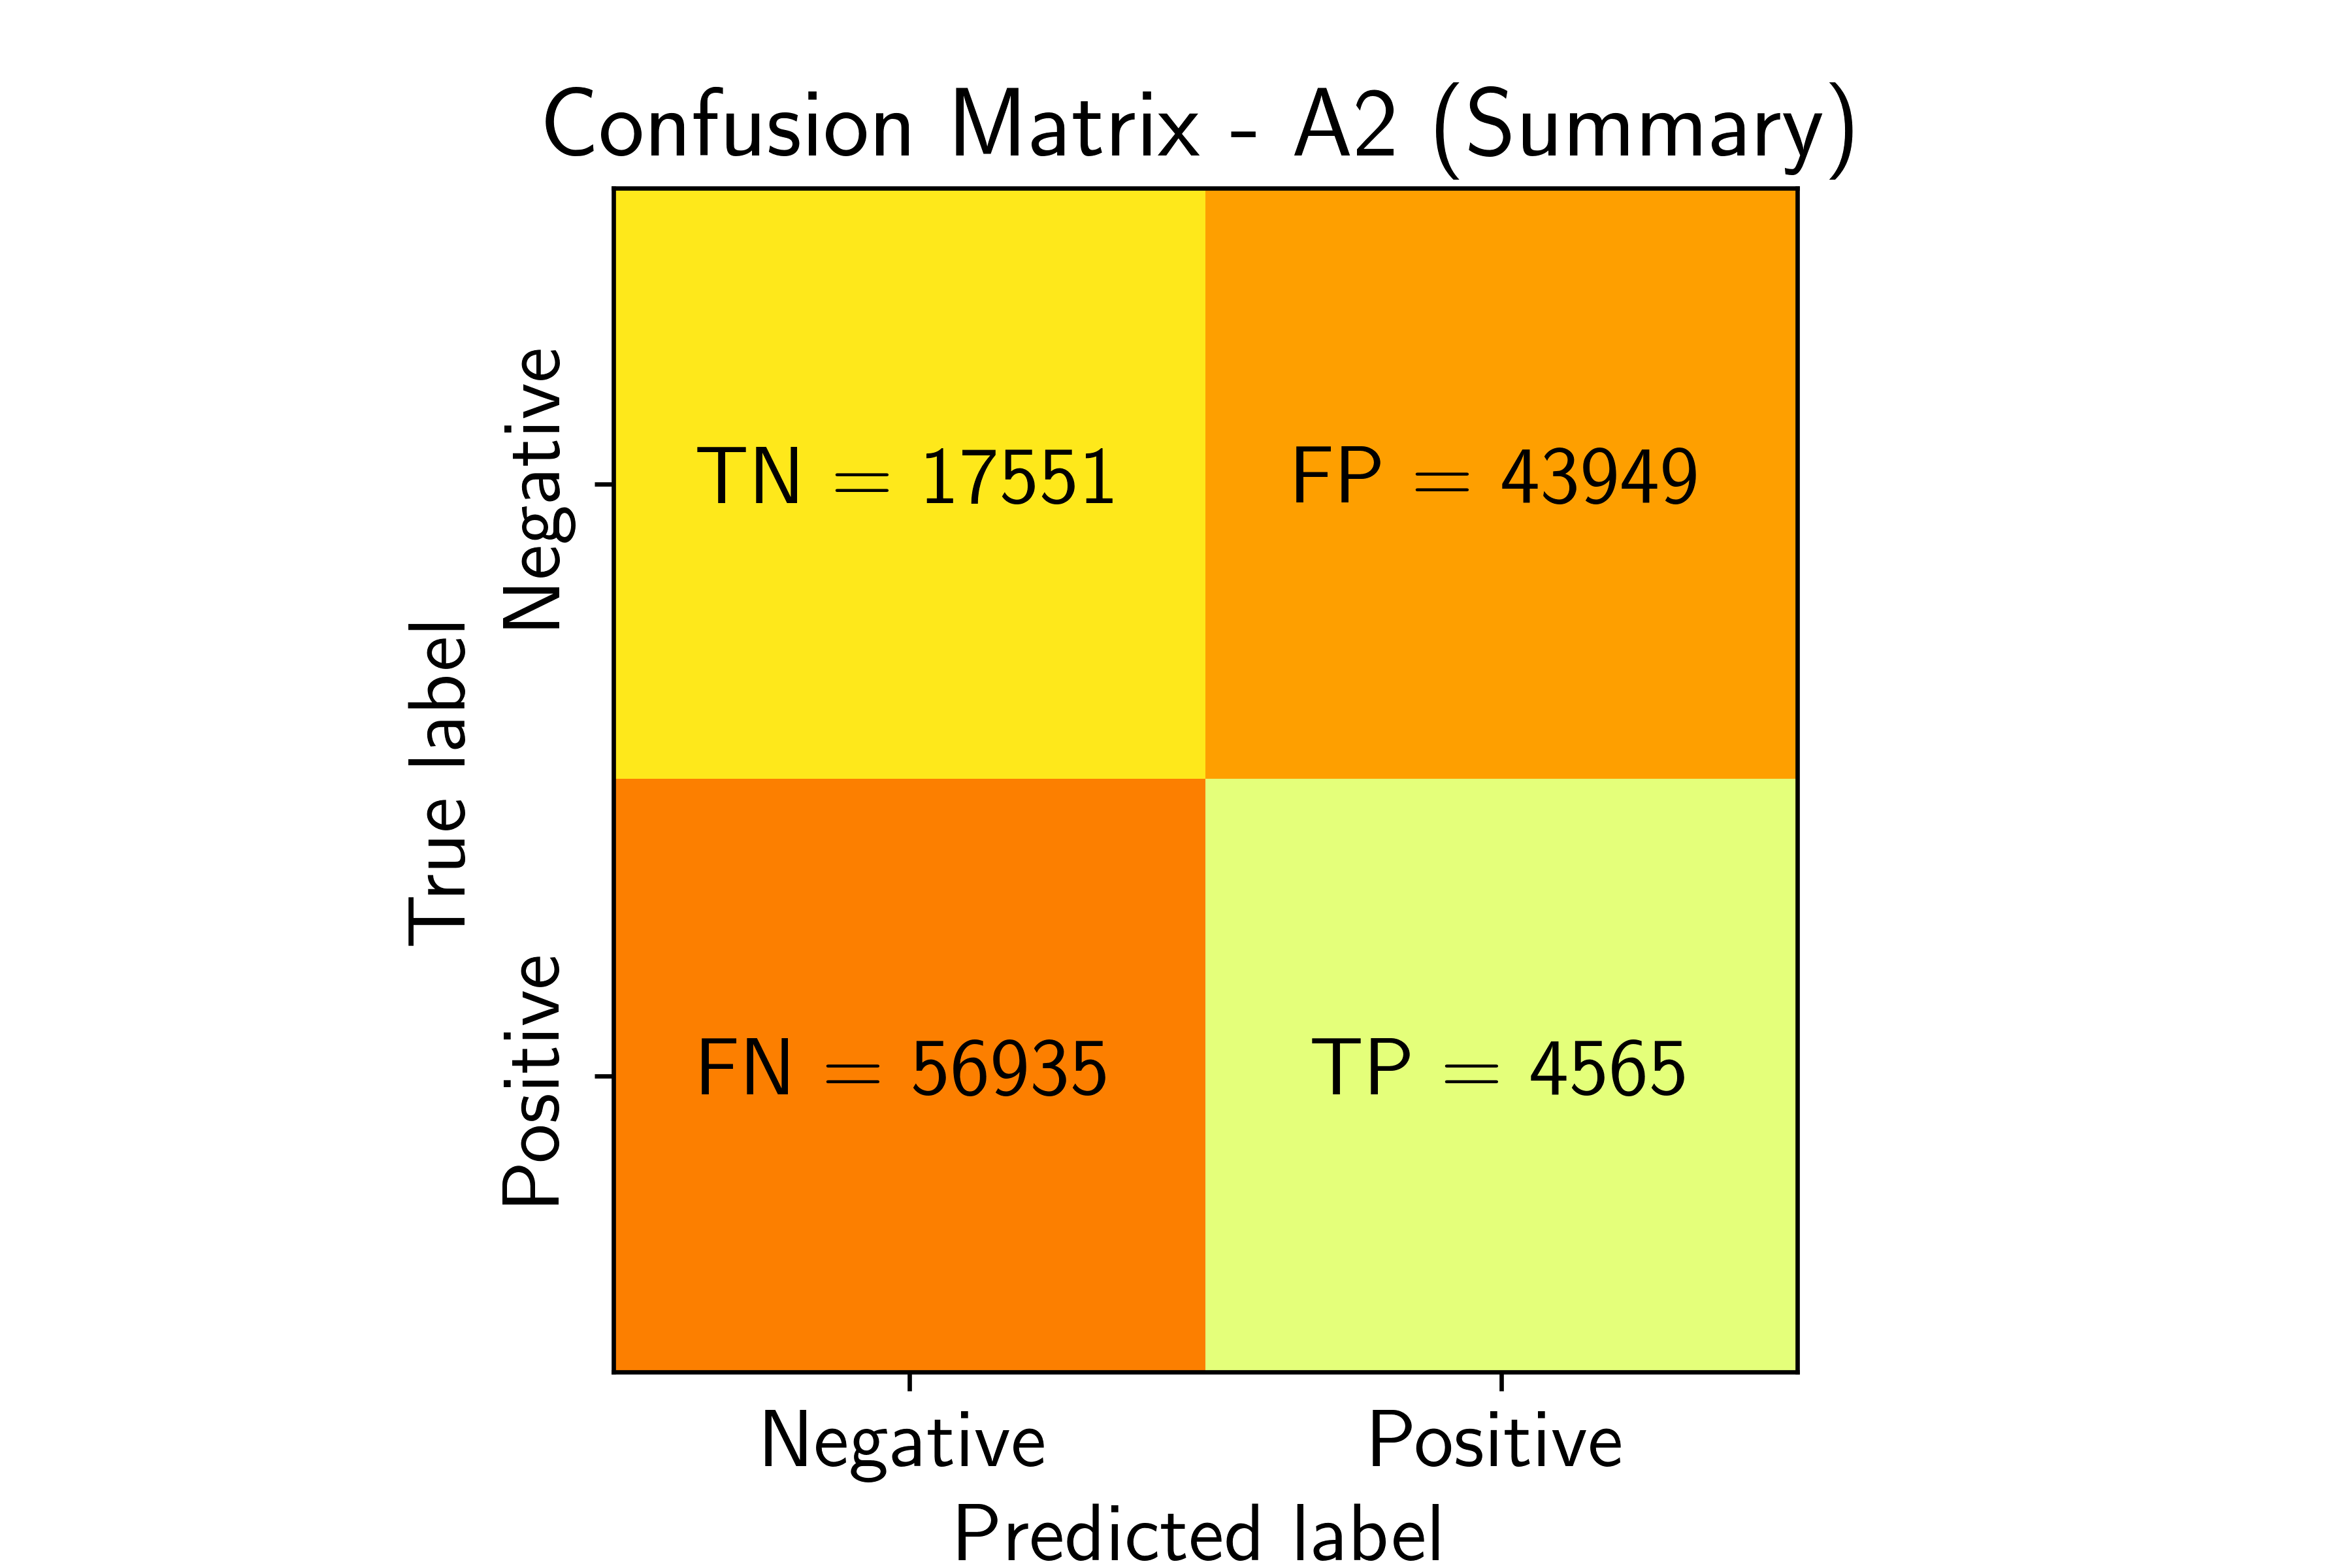 Confusion Matrix - A2 (Summary)
True label
Negative
TN = 17551
FP = 43949
Positive
FN = 56935
TP = 4565
Negative
Positive
Predicted label